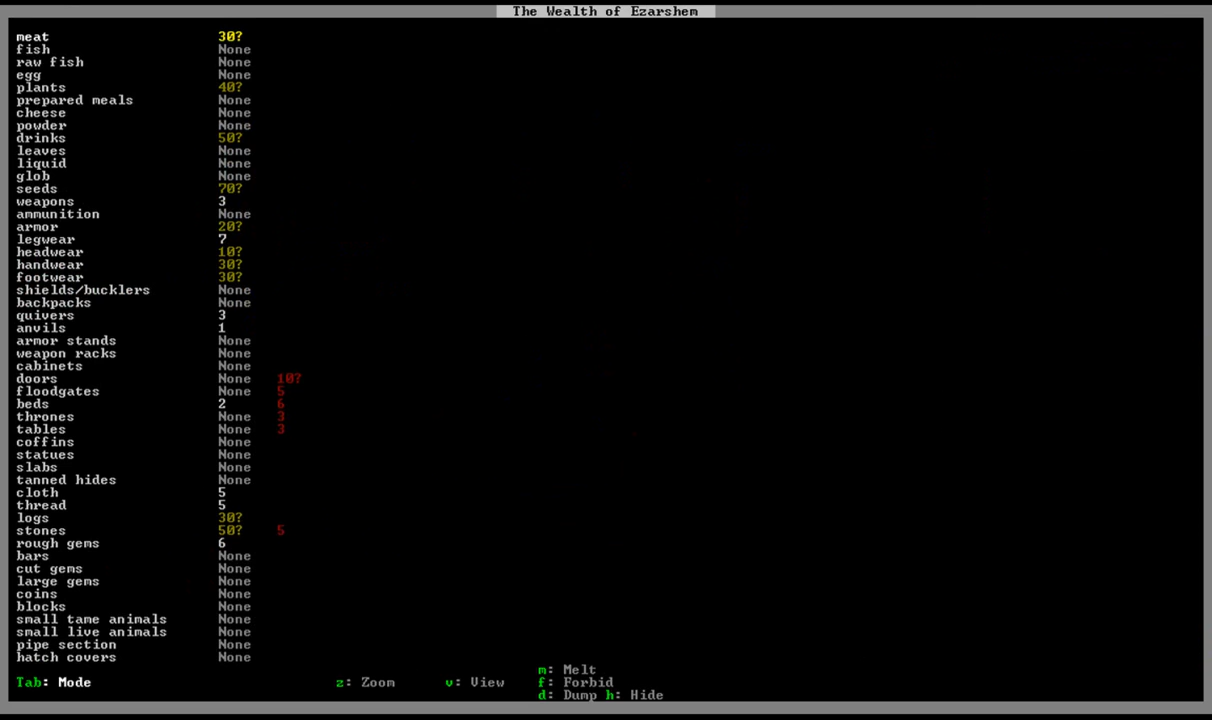 The Wealth of Ezarshem
meat 30?
fish None
raw fish None
egg None
plants 40?
prepared meals None
cheese None
powder None
drinks 50?
leaves None
liquid None
glob None
seeds 70?
weapons 3
ammunition None
armor 20?
legwear 7
headwear 10?
handwear 30?
footwear 30?
shields/bucklers None
backpacks None
quivers 3
anvils 1
armor stands None
weapon racks None
cabinets None
doors None 10?
floodgates None 5
beds 2 6
thrones None 3
tables None 3
coffins None
statues None
slabs None
tanned hides None
cloth 5
thread 5
logs 30?
stones 50? 5
rough gems 6
bars None
cut gems None
large gems None
coins None
blocks None
small tame animals None
small live animals None
pipe section None
hatch covers None
m: Melt
Tab: Mode z: Zoom v: View f: Forbid
d: Dump h: Hide